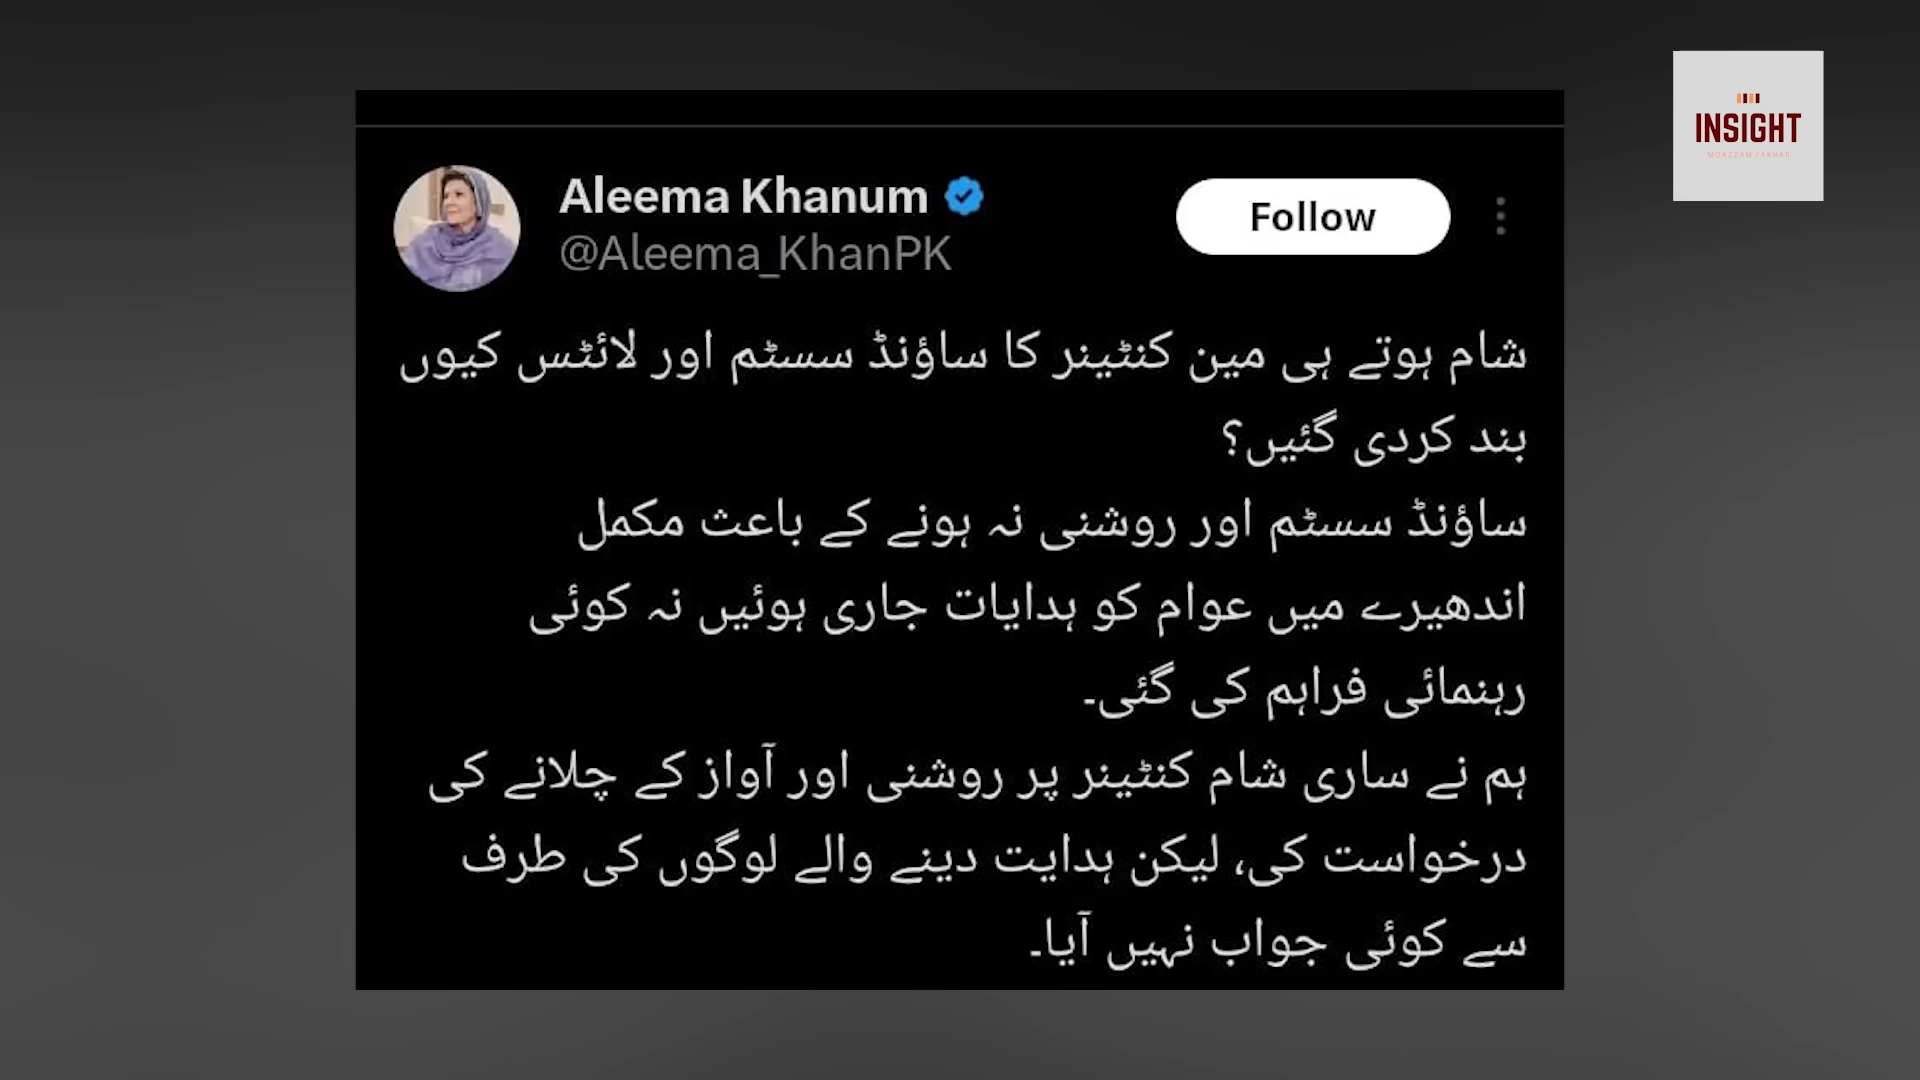 INSIGHT
MOAZZAM FAKHAR
Aleema Khanum
@Aleema_KhanPK
Follow
شام ہوتے ہی مین کنٹینر کا ساؤنڈ سسٹم اور لائٹس کیوں
بند کردی گئیں؟
ساؤنڈ سسٹم اور روشنی نہ ہونے کے باعث مکمل
اندھیرے میں عوام کو ہدایات جاری ہوئیں نہ کوئی
رہنمائی فراہم کی گئی۔
ہم نے ساری شام کنٹینر پر روشنی اور آواز کے چلانے کی
درخواست کی، لیکن ہدایت دینے والے لوگوں کی طرف
سے کوئی جواب نہیں آیا۔